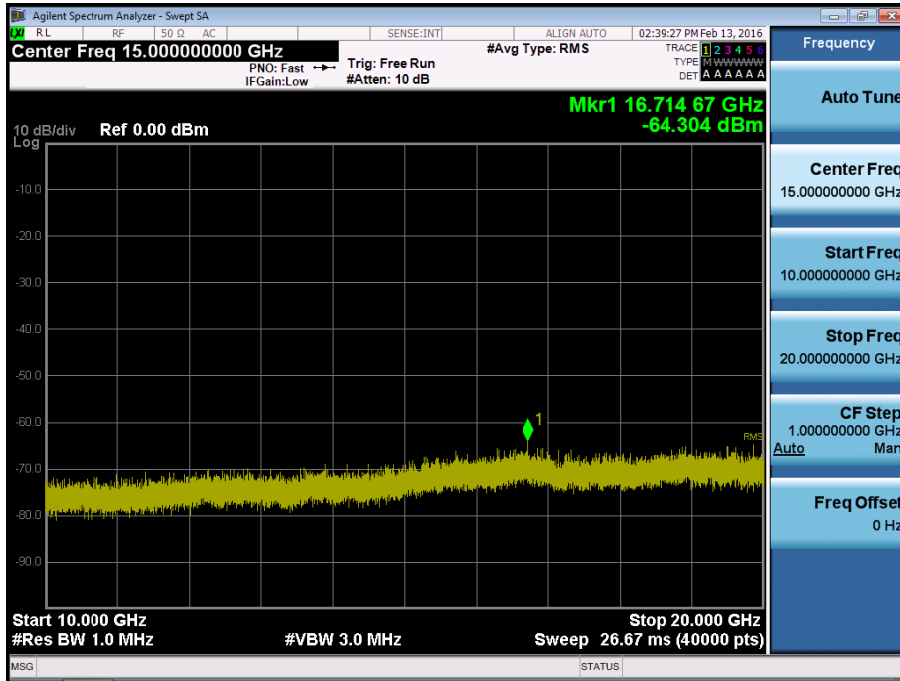 Agilent Spectrum Analyzer - Swept SA
LXI RL RF 50 Ω AC SENSE:INT ALIGN AUTO 02:39:27 PM Feb 13, 2016
Center Freq 15.000000000 GHz
PNO: Fast
IFGain:Low
Trig: Free Run
#Atten: 10 dB
#Avg Type: RMS
TRACE 1 2 3 4 5 6
TYPE M WWWWW
DET A A A A A A
Mkr1 16.714 67 GHz
-64.304 dBm
10 dB/div Ref 0.00 dBm
Log
-10.0
-20.0
-30.0
-40.0
-50.0
-60.0
-70.0
-80.0
-90.0
1
RMS
Start 10.000 GHz Stop 20.000 GHz
#Res BW 1.0 MHz #VBW 3.0 MHz Sweep 26.67 ms (40000 pts)
MSG STATUS
Frequency
Auto Tune
Center Freq
15.000000000 GHz
Start Freq
10.000000000 GHz
Stop Freq
20.000000000 GHz
CF Step
1.000000000 GHz
Auto Man
Freq Offset
0 Hz